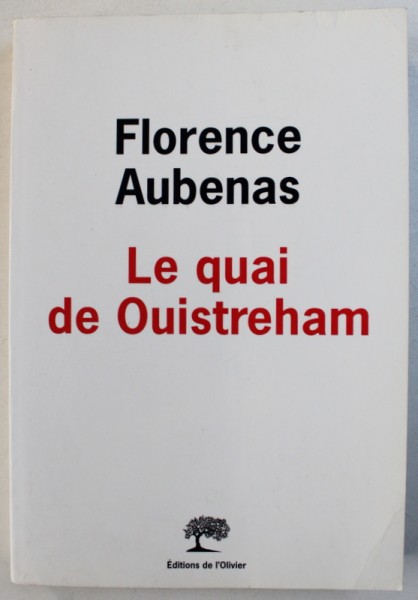 Florence
Aubenas
Le quai
de Ouistreham
Éditions de l'Olivier